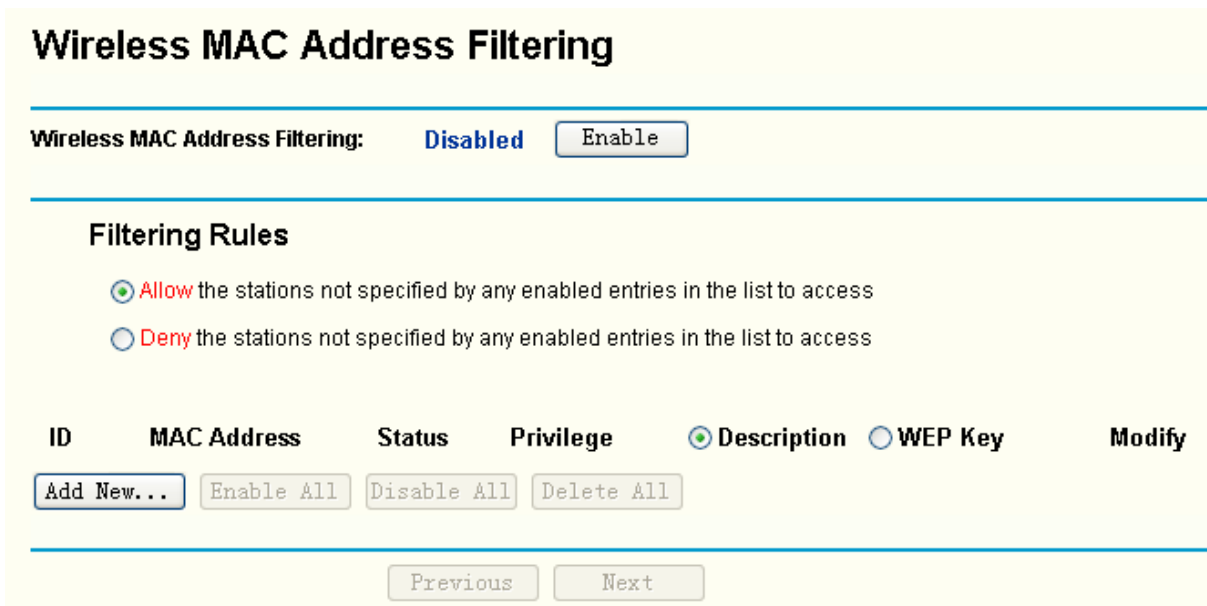 Wireless MAC Address Filtering
Wireless MAC Address Filtering: Disabled Enable
Filtering Rules
Allow the stations not specified by any enabled entries in the list to access
Deny the stations not specified by any enabled entries in the list to access
ID MAC Address Status Privilege Description WEP Key Modify
Add New... Enable All Disable All Delete All
Previous Next